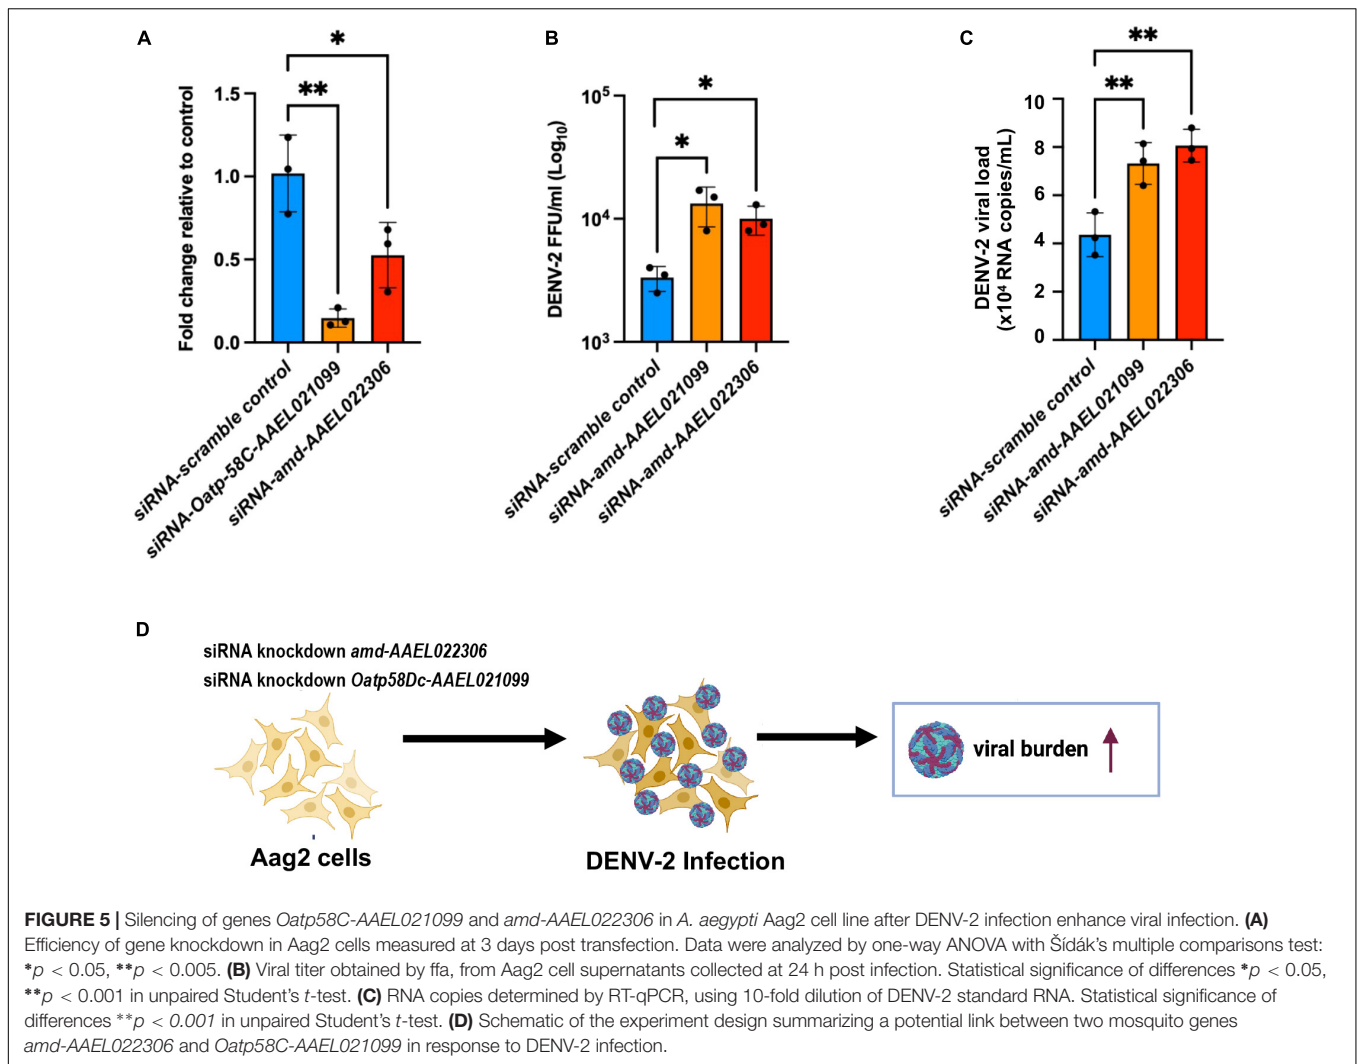 A
*
**
Fold change relative to control
1.5
1.0
0.5
0.0
siRNA-scramble control
siRNA-Oatp-58C-AAEL021099
siRNA-amd-AAEL022306
B
*
*
DENV-2 FFU/ml (Log₁₀)
10⁵
10⁴
10³
siRNA-scramble control
siRNA-amd-AAEL021099
siRNA-amd-AAEL022306
C
**
**
DENV-2 viral load
(x10⁴ RNA copies/mL)
10
8
6
4
2
0
siRNA-scramble control
siRNA-amd-AAEL021099
siRNA-amd-AAEL022306
D
siRNA knockdown amd-AAEL022306
siRNA knockdown Oatp58Dc-AAEL021099
Aag2 cells
DENV-2 Infection
viral burden
FIGURE 5 | Silencing of genes Oatp58C-AAEL021099 and amd-AAEL022306 in A. aegypti Aag2 cell line after DENV-2 infection enhance viral infection. (A)
Efficiency of gene knockdown in Aag2 cells measured at 3 days post transfection. Data were analyzed by one-way ANOVA with Šídák's multiple comparisons test:
*p < 0.05, **p < 0.005. (B) Viral titer obtained by ffa, from Aag2 cell supernatants collected at 24 h post infection. Statistical significance of differences *p < 0.05,
**p < 0.001 in unpaired Student's t-test. (C) RNA copies determined by RT-qPCR, using 10-fold dilution of DENV-2 standard RNA. Statistical significance of
differences **p < 0.001 in unpaired Student's t-test. (D) Schematic of the experiment design summarizing a potential link between two mosquito genes
amd-AAEL022306 and Oatp58C-AAEL021099 in response to DENV-2 infection.